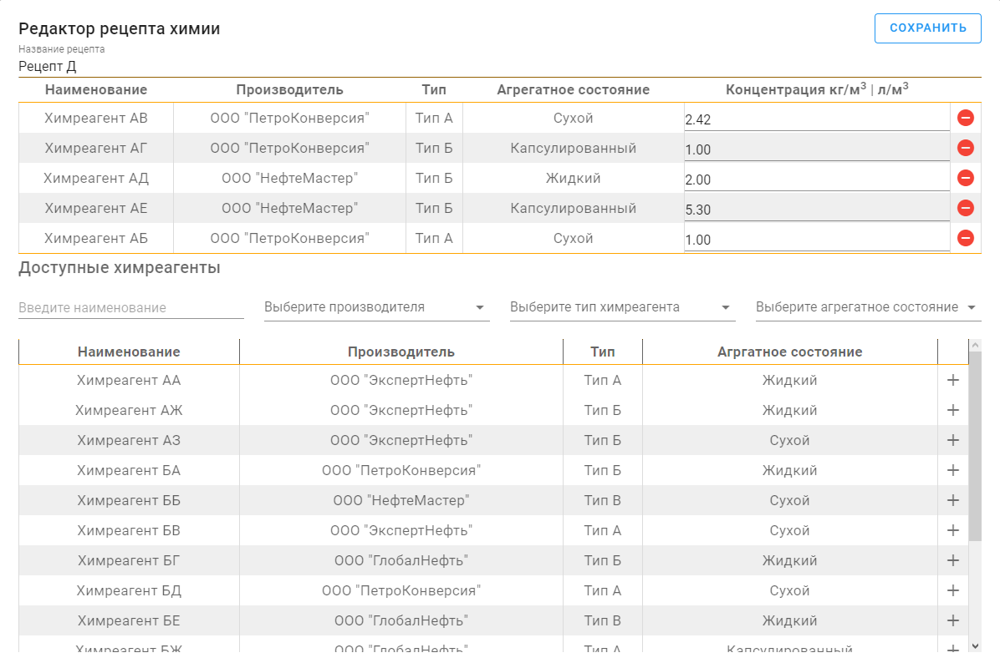 Редактор рецепта химии
СОХРАНИТЬ
Название рецепта
Рецепт Д
Наименование Производитель Тип Агрегатное состояние Концентрация кг/м³ | л/м³
Химреагент АВ ООО "ПетроКонверсия" Тип А Сухой 2.42
Химреагент АГ ООО "ПетроКонверсия" Тип Б Капсулированный 1.00
Химреагент АД ООО "НефтеМастер" Тип Б Жидкий 2.00
Химреагент АЕ ООО "НефтеМастер" Тип Б Капсулированный 5.30
Химреагент АБ ООО "ПетроКонверсия" Тип А Сухой 1.00
Доступные химреагенты
Введите наименование Выберите производителя Выберите тип химреагента Выберите агрегатное состояние
Наименование Производитель Тип Агргатное состояние
Химреагент АА ООО "ЭкспертНефть" Тип А Жидкий +
Химреагент АЖ ООО "ЭкспертНефть" Тип Б Жидкий +
Химреагент АЗ ООО "ЭкспертНефть" Тип Б Сухой +
Химреагент БА ООО "ПетроКонверсия" Тип Б Жидкий +
Химреагент ББ ООО "НефтеМастер" Тип В Сухой +
Химреагент БВ ООО "ЭкспертНефть" Тип А Сухой +
Химреагент БГ ООО "ГлобалНефть" Тип Б Жидкий +
Химреагент БД ООО "ПетроКонверсия" Тип А Сухой +
Химреагент БЕ ООО "ГлобалНефть" Тип В Жидкий +
Химреагент БЖ ООО "ГлобалНефть" Тип А Капсулированный +